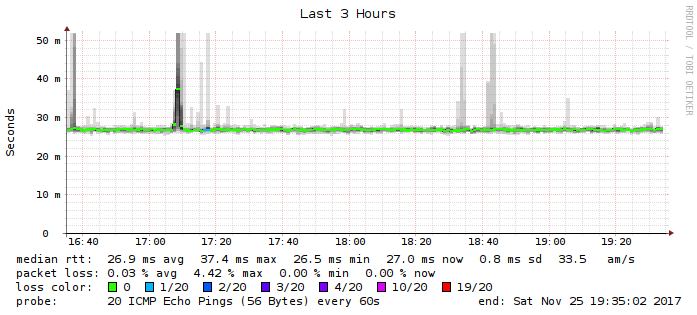 Last 3 Hours
RRDTOOL / TOBI OETIKER
Seconds
50 m
40 m
30 m
20 m
10 m
0
16:40 17:00 17:20 17:40 18:00 18:20 18:40 19:00 19:20
median rtt: 26.9 ms avg 37.4 ms max 26.5 ms min 27.0 ms now 0.8 ms sd 33.5 am/s
packet loss: 0.03 % avg 4.42 % max 0.00 % min 0.00 % now
loss color: 0 1/20 2/20 3/20 4/20 10/20 19/20
probe: 20 ICMP Echo Pings (56 Bytes) every 60s end: Sat Nov 25 19:35:02 2017